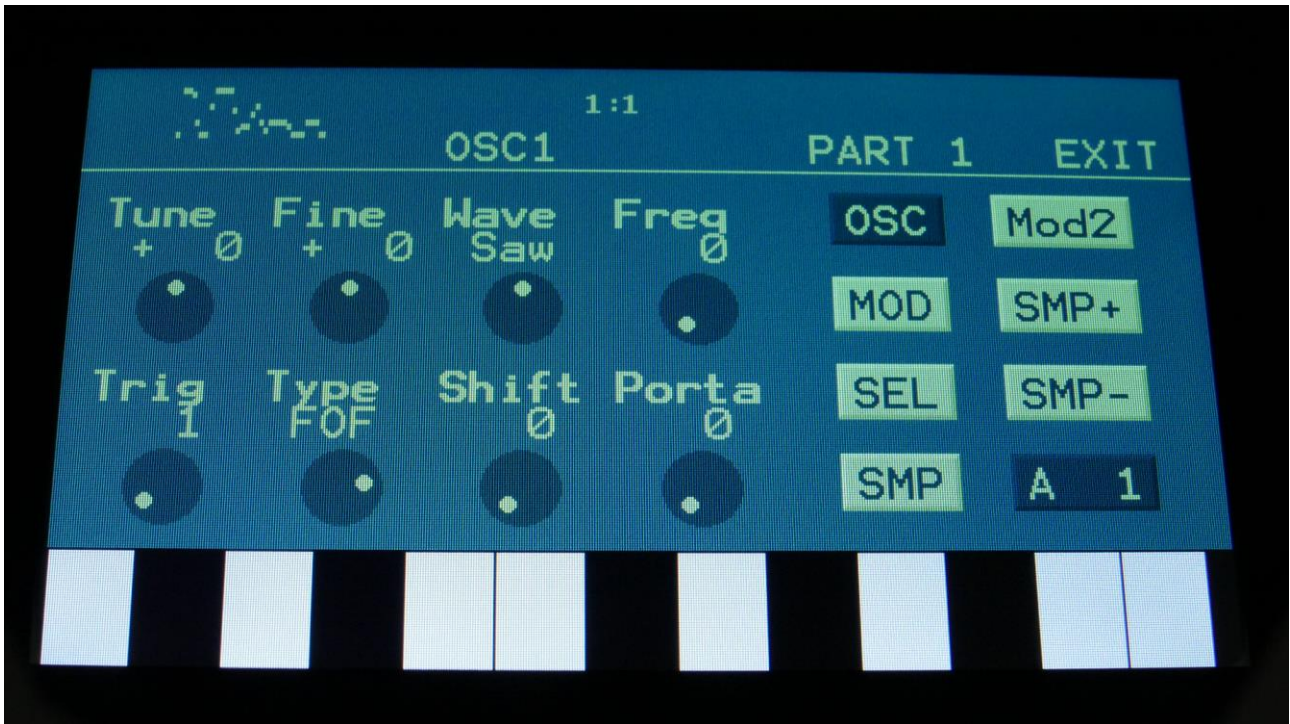 1:1
OSC1 PART 1 EXIT
Tune Fine Wave Freq
+ 0 + 0 Saw 0
OSC Mod2
MOD SMP+
Trig Type Shift Porta
1 FOF 0 0
SEL SMP-
SMP A 1